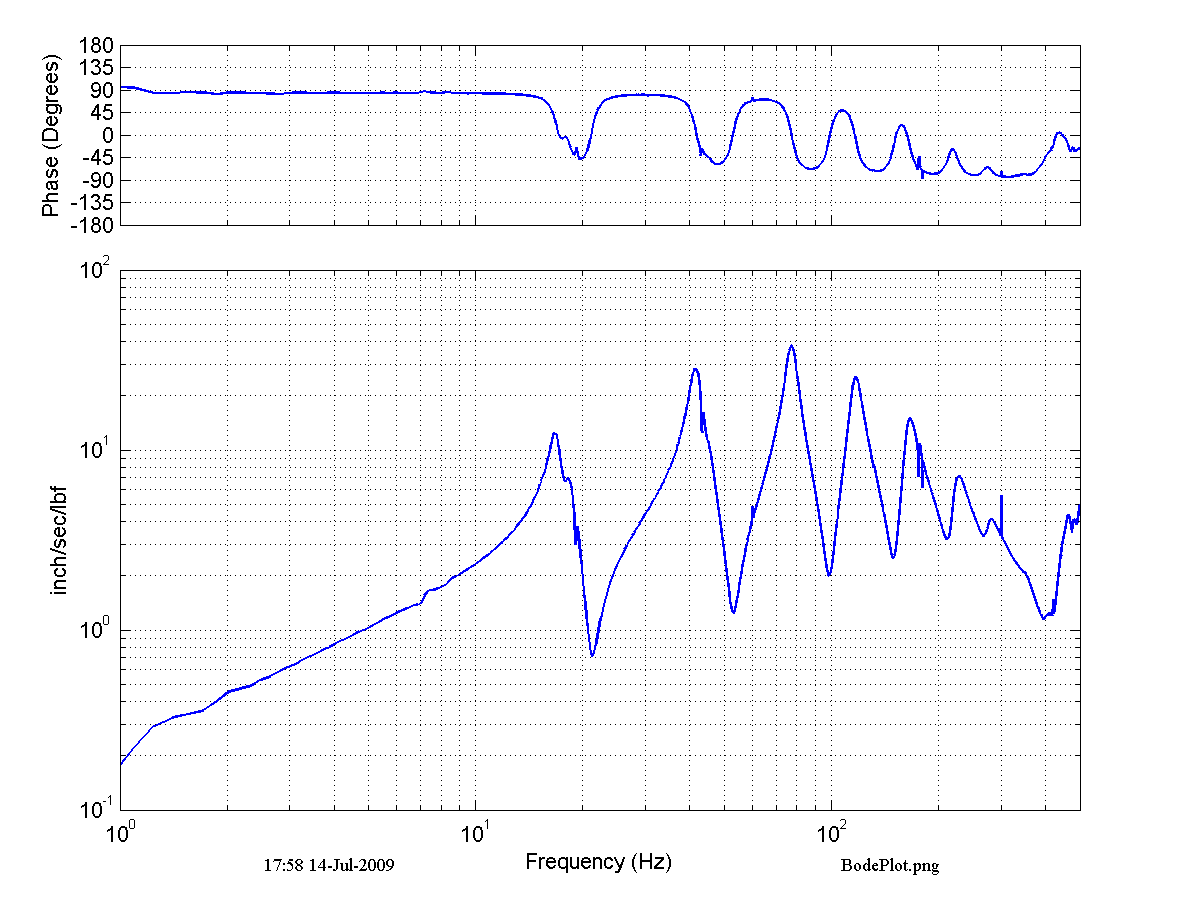 180
135
90
45
0
-45
-90
-135
-180
Phase (Degrees)
10^2
10^1
10^0
10^-1
inch/sec/lbf
10^0 10^1 10^2
Frequency (Hz)
17:58 14-Jul-2009 BodePlot.png